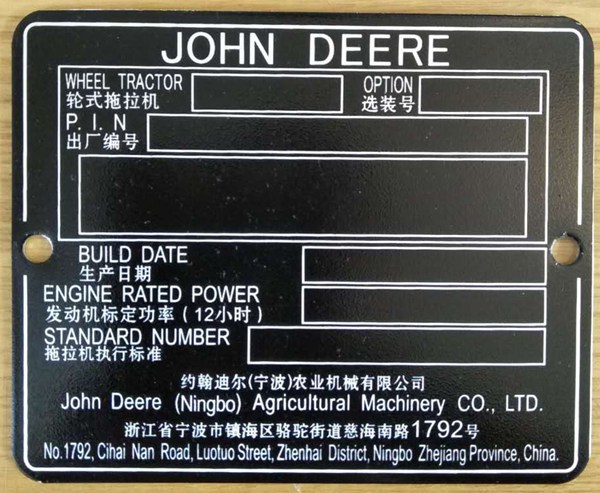 JOHN DEERE
WHEEL TRACTOR OPTION
轮式拖拉机 选装号
P. I. N
出厂编号
BUILD DATE
生产日期
ENGINE RATED POWER
发动机标定功率(12小时)
STANDARD NUMBER
拖拉机执行标准
约翰迪尔(宁波)农业机械有限公司
John Deere (Ningbo) Agricultural Machinery CO., LTD.
浙江省宁波市镇海区骆驼街道慈海南路1792号
No.1792, Cihai Nan Road, Luotuo Street, Zhenhai District, Ningbo Zhejiang Province, China.